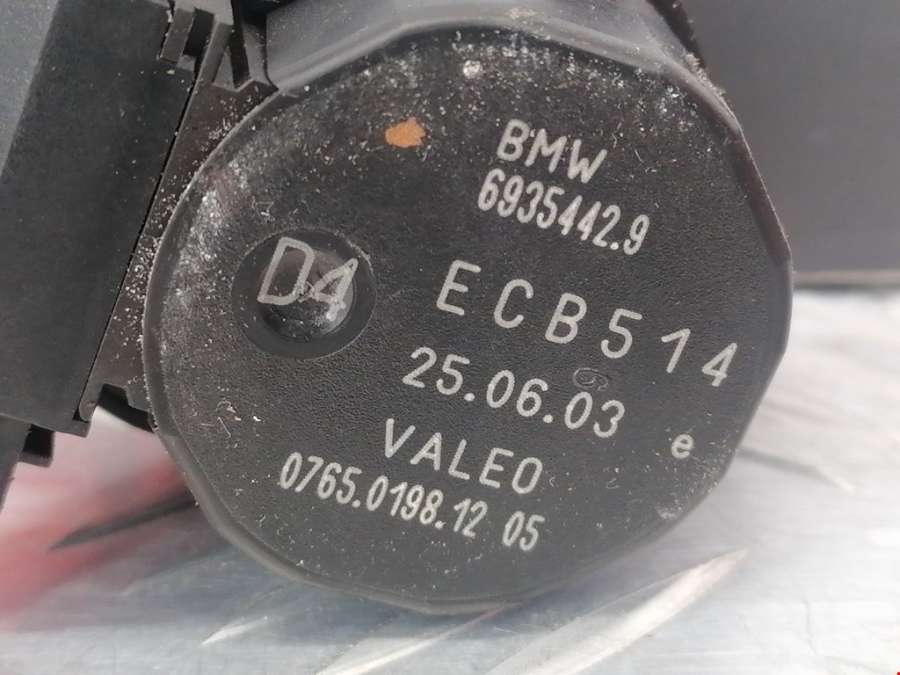 BMW
6935442.9
D4
ECB514
25.06.03
e
VALEO
0765.0198.12 05